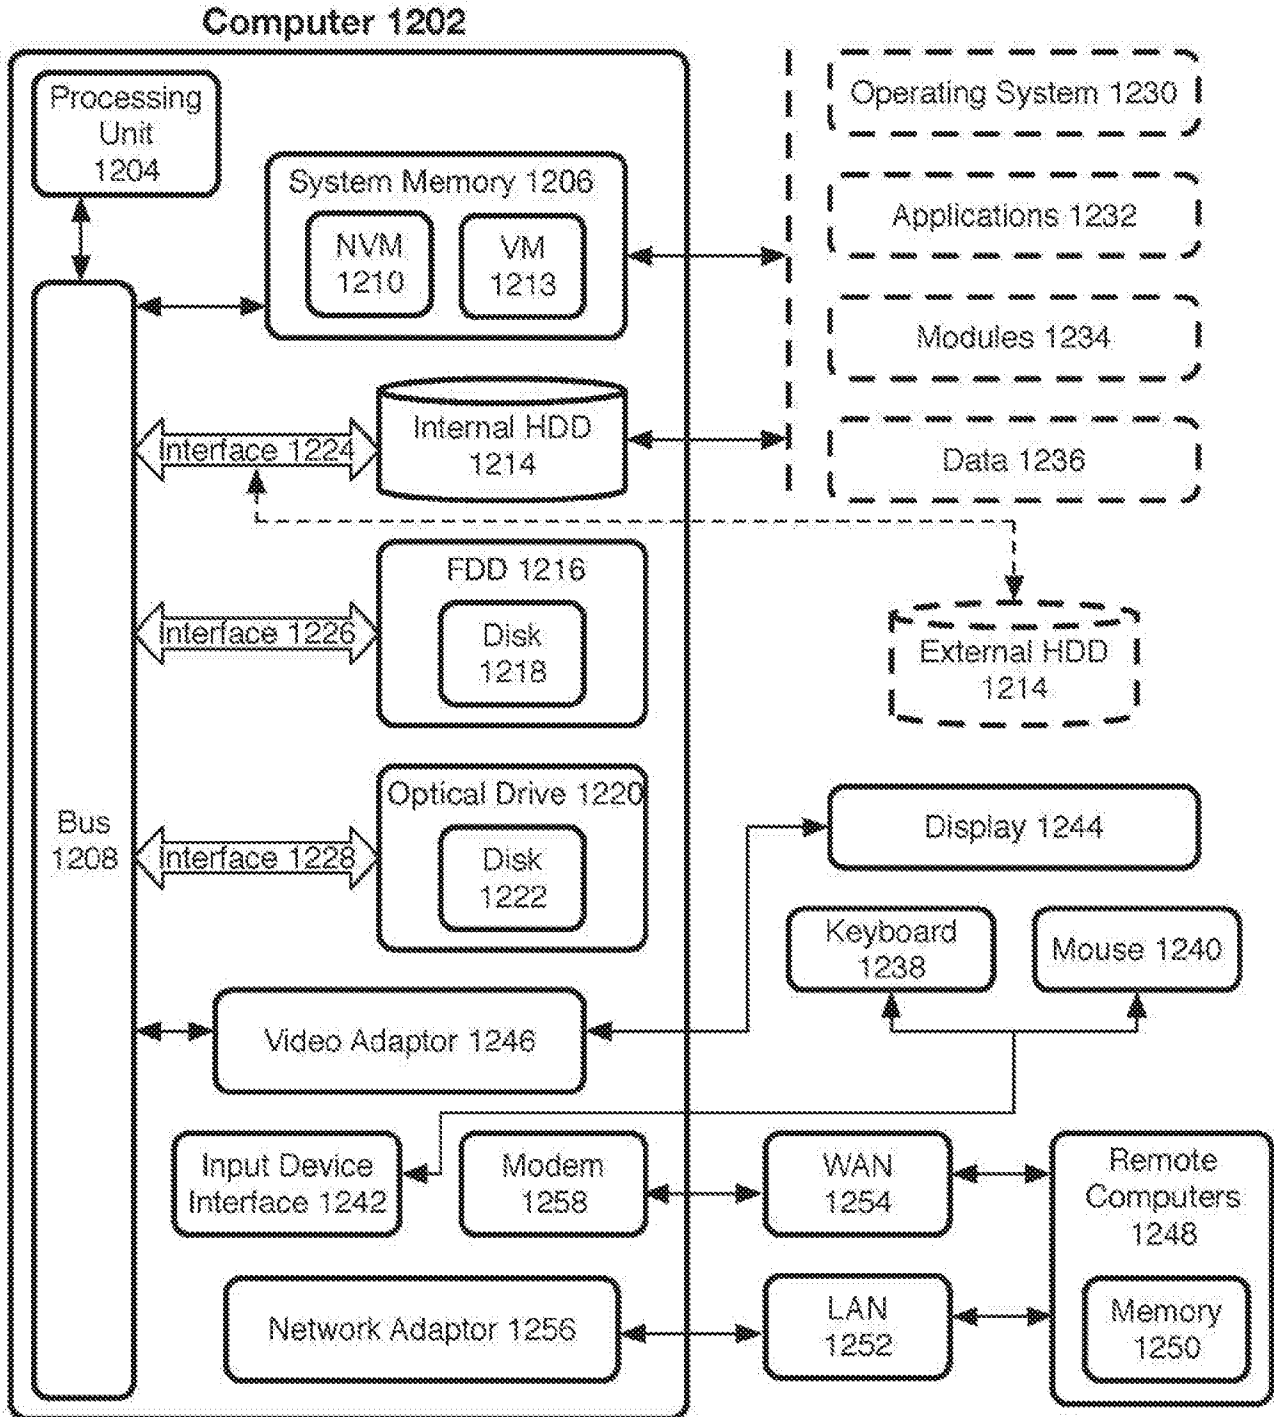 Computer 1202
Processing
Unit
1204
System Memory 1206
NVM
1210
VM
1213
Operating System 1230
Applications 1232
Modules 1234
Data 1236
Interface 1224
Internal HDD
1214
External HDD
1214
FDD 1216
Interface 1226
Disk
1218
Bus
1208
Optical Drive 1220
Interface 1228
Disk
1222
Display 1244
Keyboard
1238
Mouse 1240
Video Adaptor 1246
Input Device
Interface 1242
Modem
1258
WAN
1254
Remote
Computers
1248
Network Adaptor 1256
LAN
1252
Memory
1250